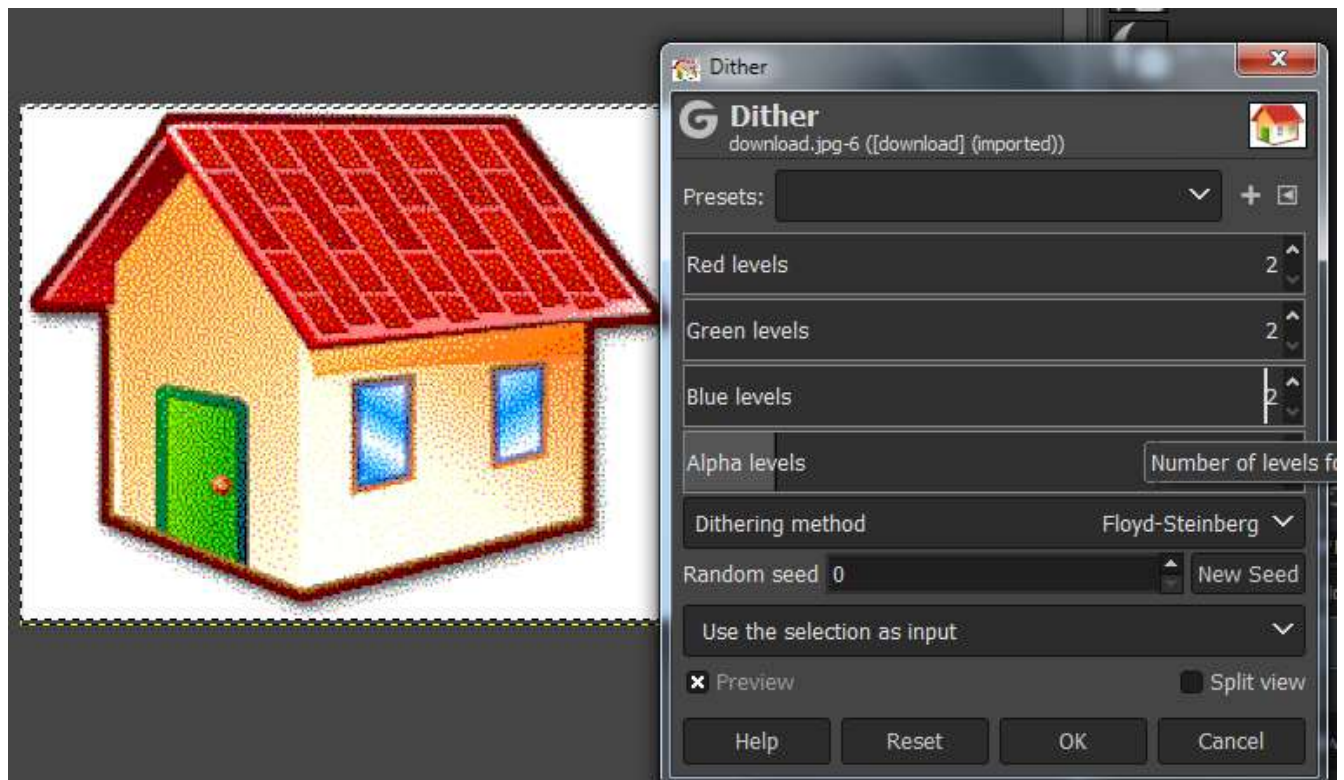 Dither
Dither
download.jpg-6 ([download] (imported))
Presets:
Red levels 2
Green levels 2
Blue levels 2
Alpha levels
Number of levels fo
Dithering method Floyd-Steinberg
Random seed 0 New Seed
Use the selection as input
Preview Split view
Help Reset OK Cancel